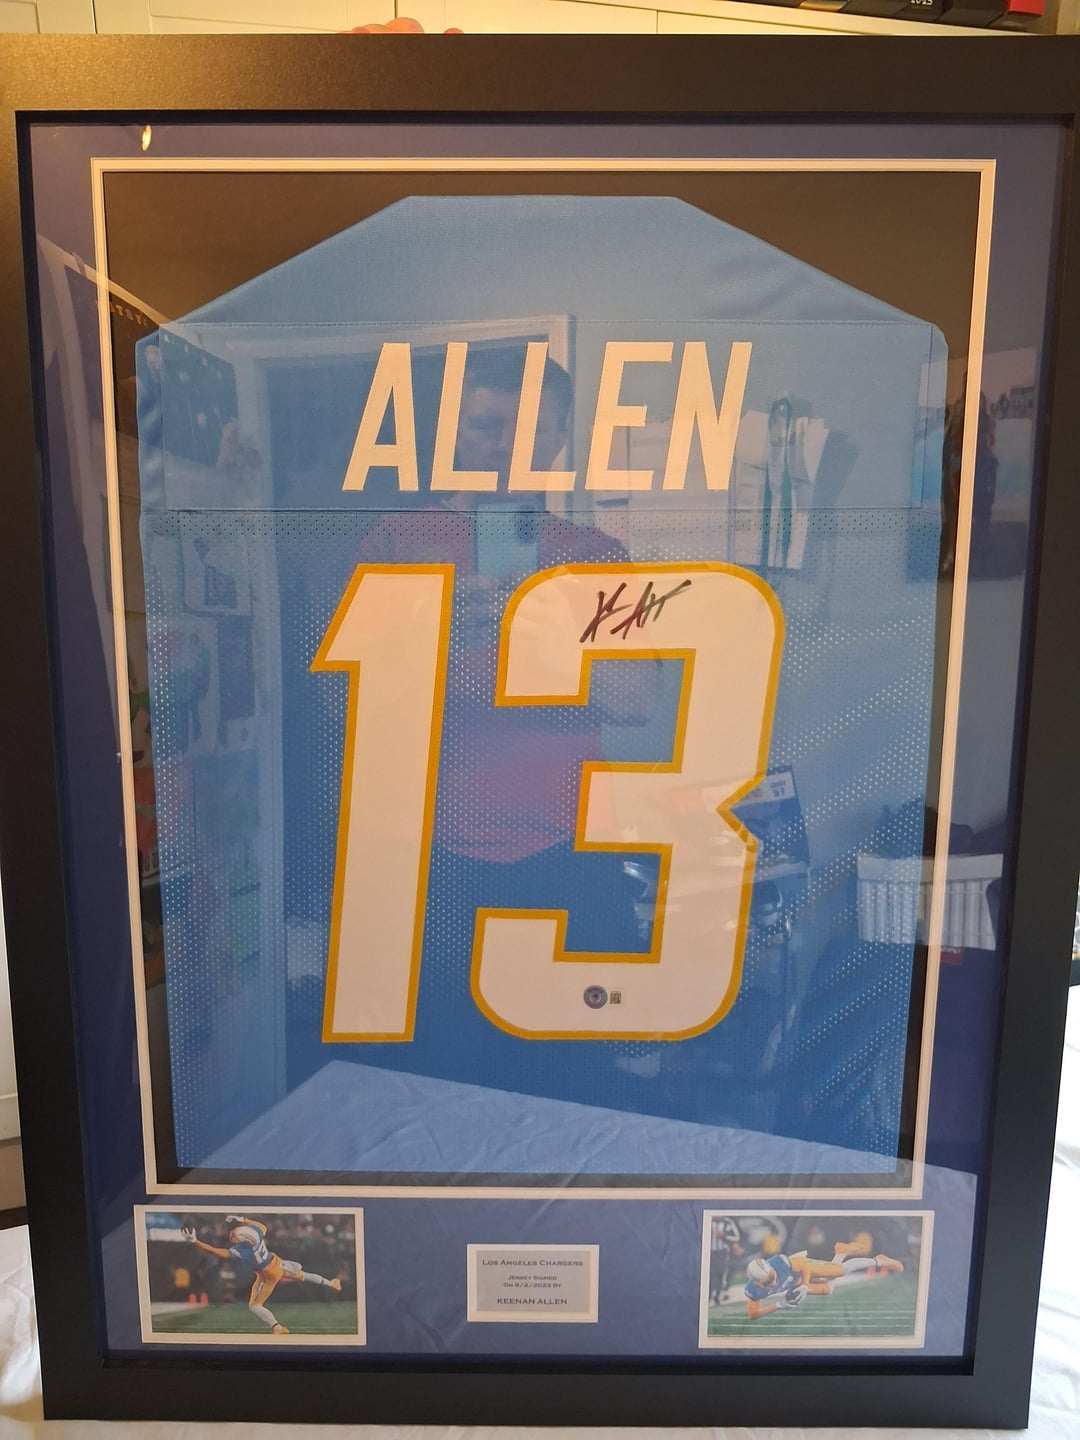 ALLEN
13
LOS ANGELES CHARGERS
JERSEY SIGNED
ON 9/2/2023 BY
KEENAN ALLEN